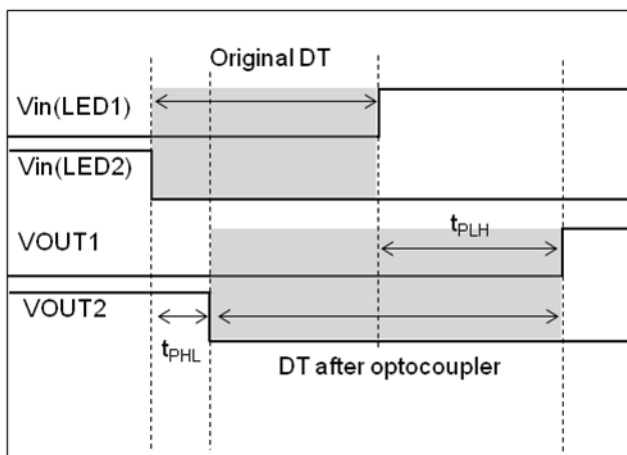 Original DT
Vin(LED1)
Vin(LED2)
VOUT1
tPLH
VOUT2
tPHL
DT after optocoupler